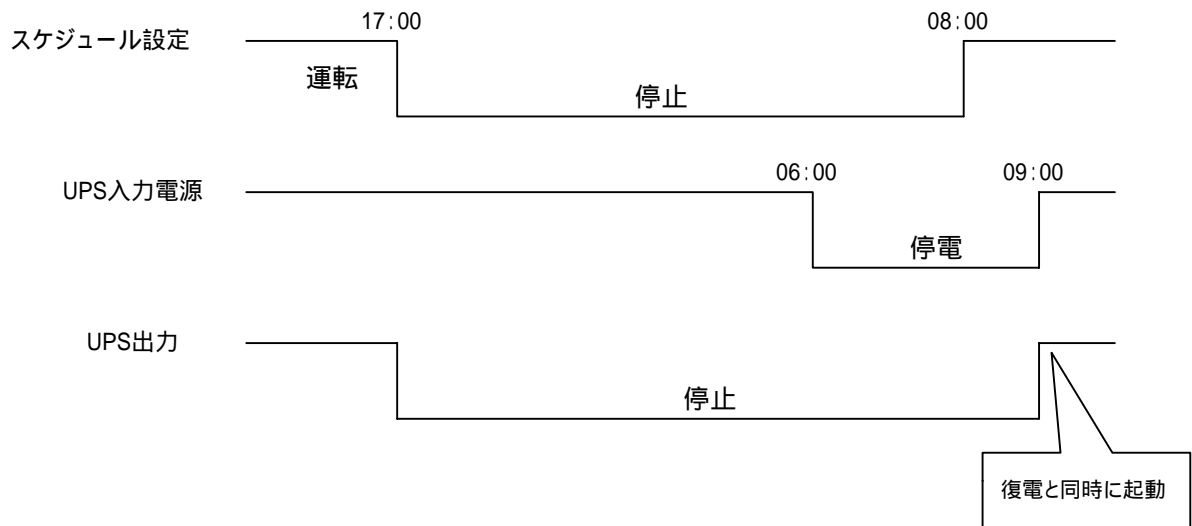 17:00
08:00
スケジュール設定
運転
停止
06:00
09:00
UPS入力電源
停電
UPS出力
停止
復電と同時に起動